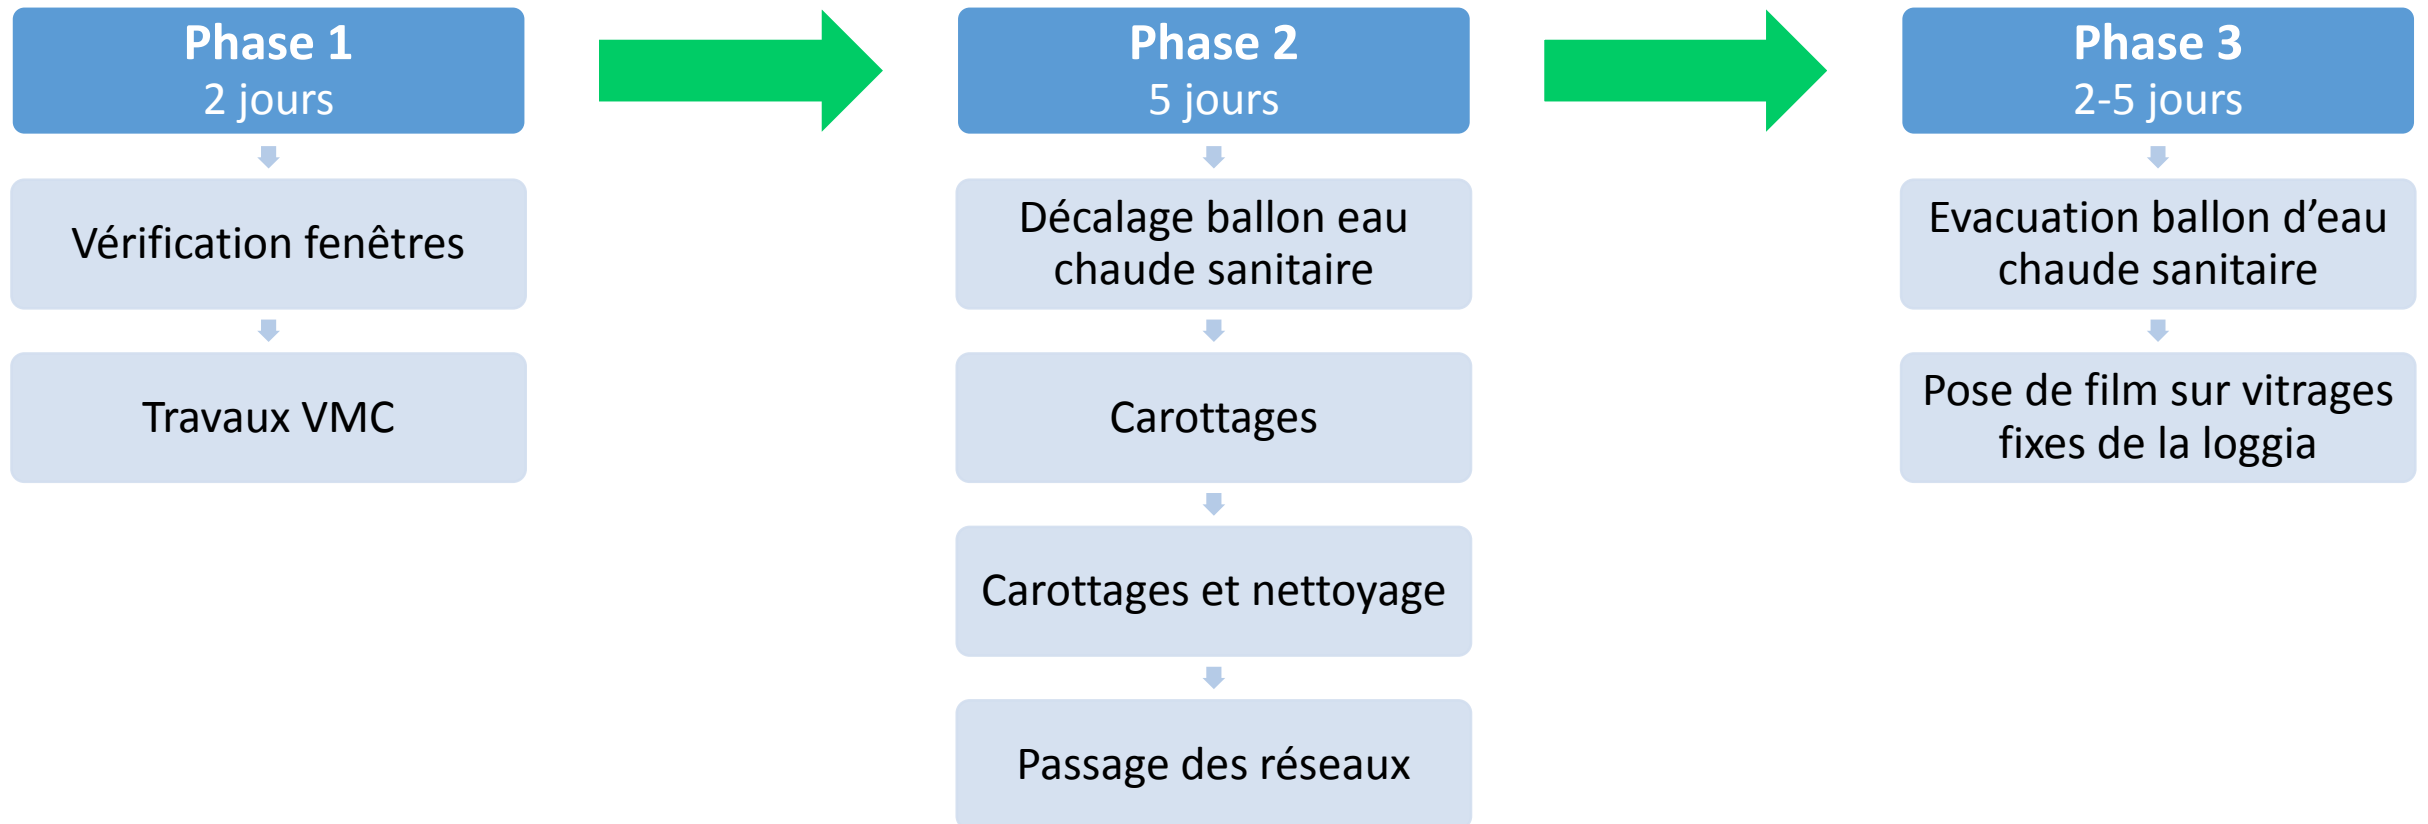 Phase 1
2 jours
Vérification fenêtres
Travaux VMC
Phase 2
5 jours
Décalage ballon eau
chaude sanitaire
Carottages
Carottages et nettoyage
Passage des réseaux
Phase 3
2-5 jours
Evacuation ballon d’eau
chaude sanitaire
Pose de film sur vitrages
fixes de la loggia